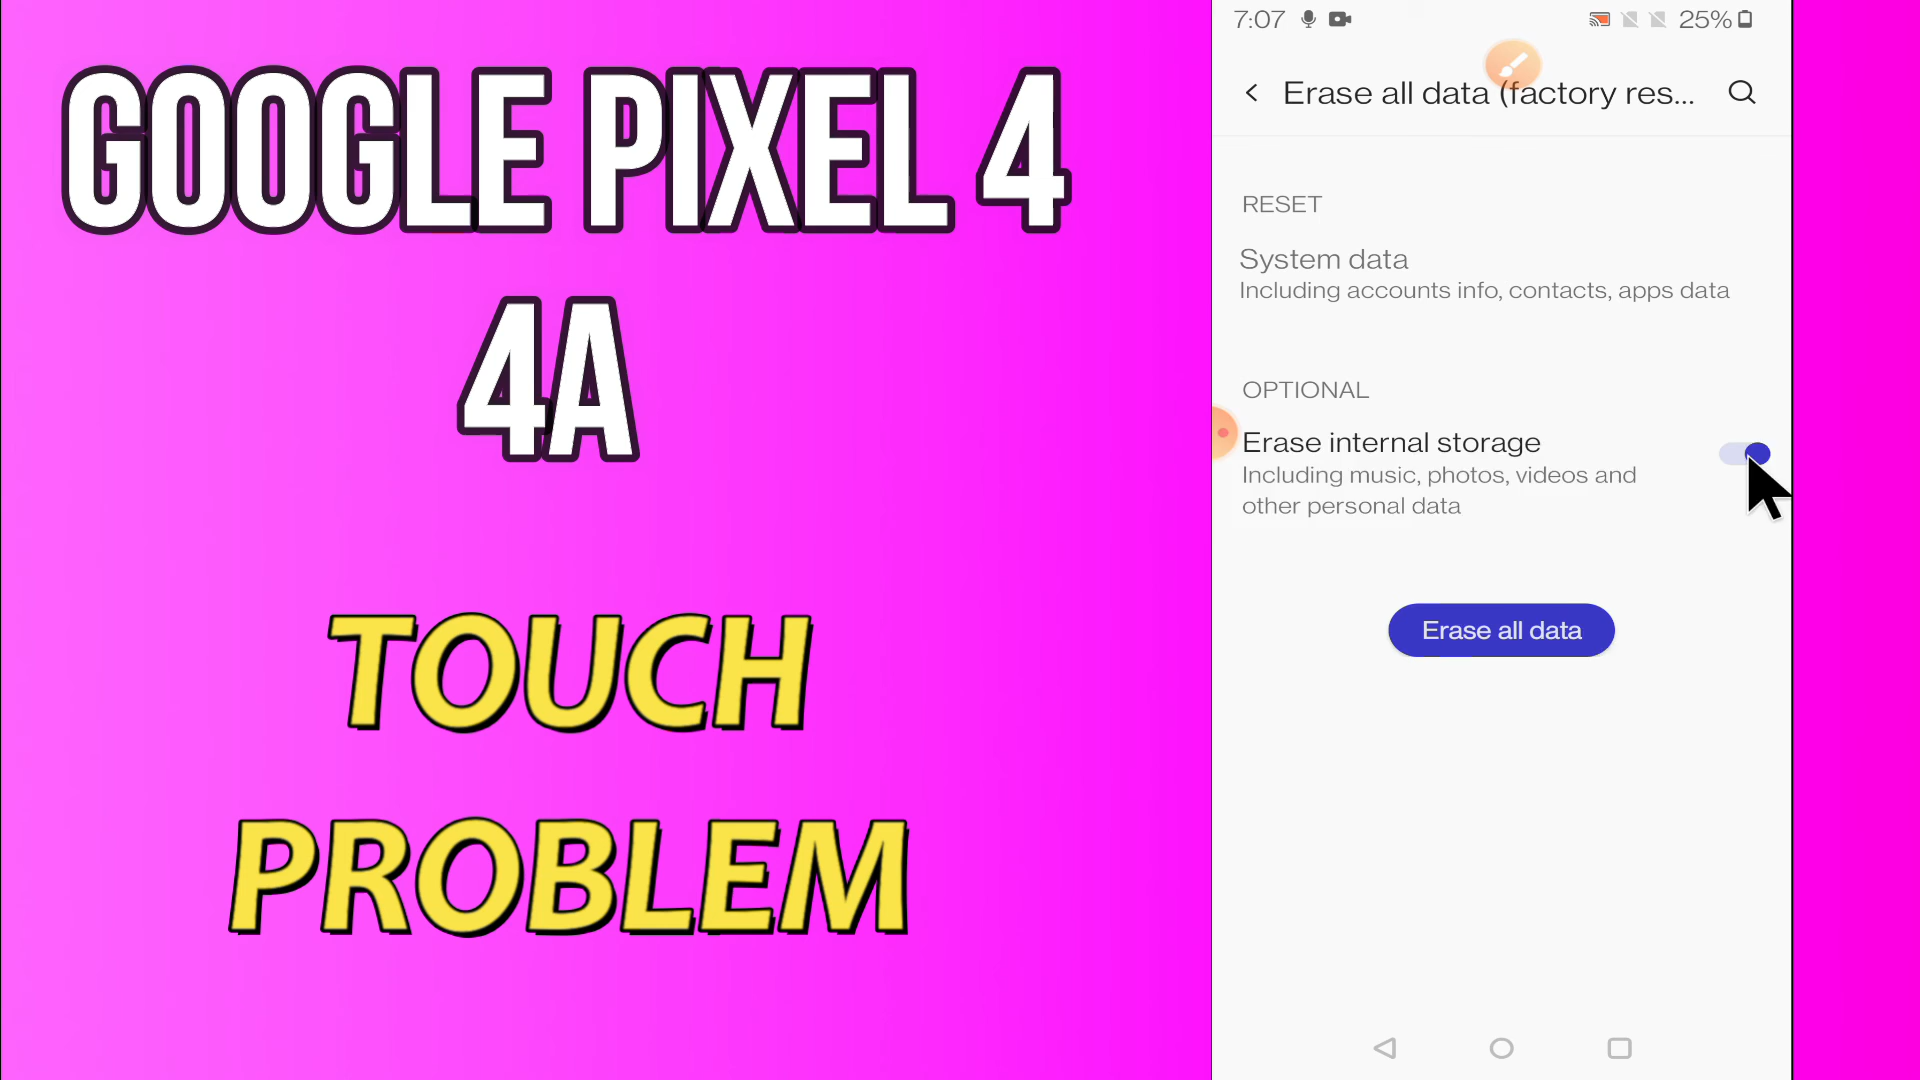 GOOGLE PIXEL 4
4A
TOUCH
PROBLEM
7:07
25%
Erase all data (factory res...
RESET
System data
Including accounts info, contacts, apps data
OPTIONAL
Erase internal storage
Including music, photos, videos and
other personal data
Erase all data